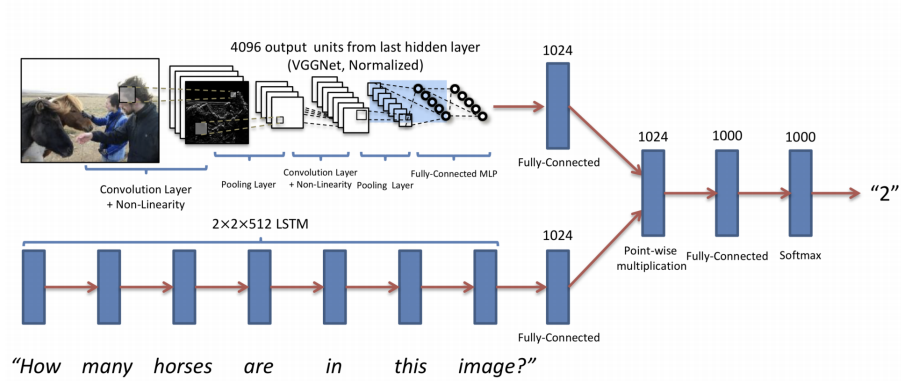 4096 output units from last hidden layer
(VGGNet, Normalized)
1024
Convolution Layer
+ Non-Linearity
Pooling Layer
Convolution Layer
+ Non-Linearity
Pooling Layer
Fully-Connected MLP
Fully-Connected
2×2×512 LSTM
1024
Fully-Connected
1024
Point-wise
multiplication
1000
Fully-Connected
1000
Softmax
“2”
“How many horses are in this image?”